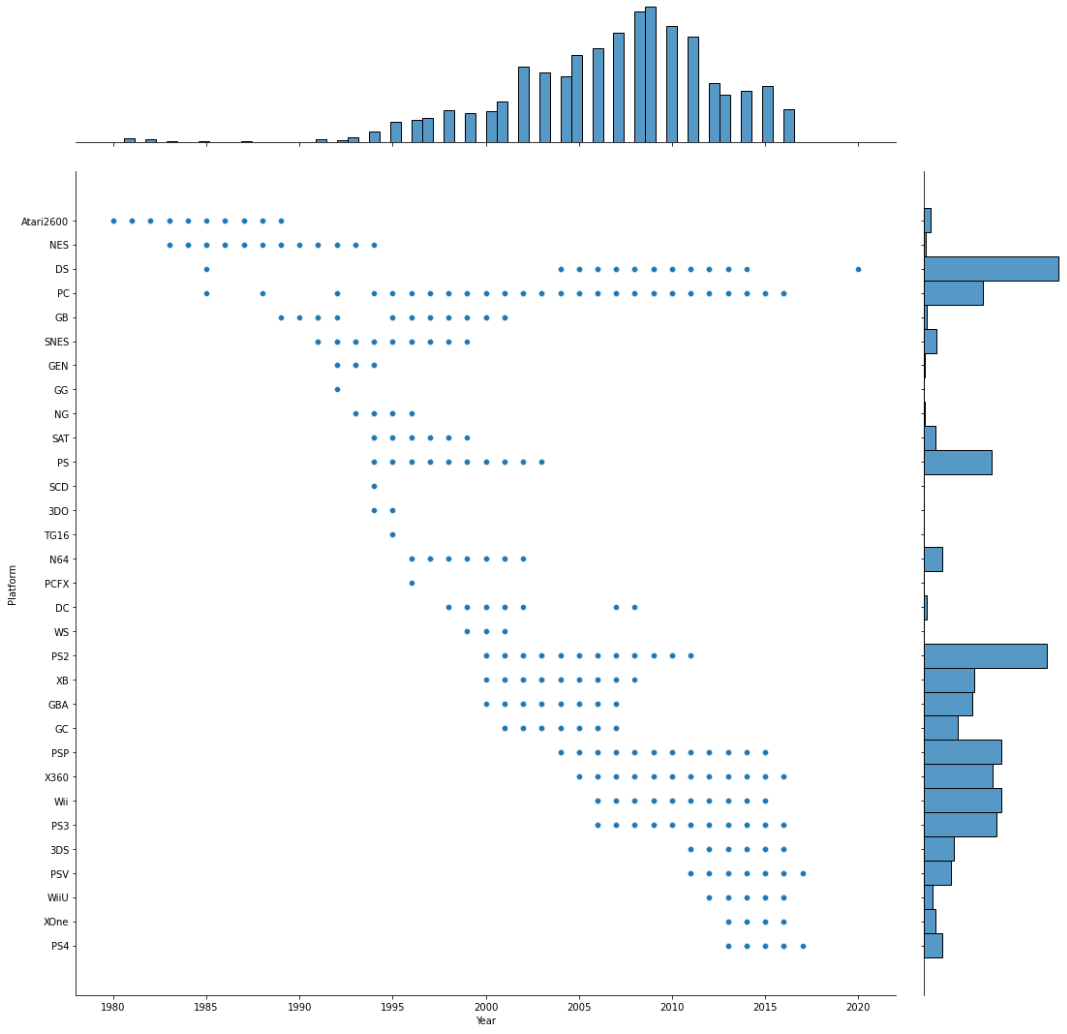 Atari2600
NES
DS
PC
GB
SNES
GEN
GG
NG
SAT
PS
SCD
3DO
TG16
N64
PCFX
DC
WS
PS2
XB
GBA
GC
PSP
X360
Wii
PS3
3DS
PSV
WiiU
XOne
PS4
Platform
1980 1985 1990 1995 2000 2005 2010 2015 2020
Year